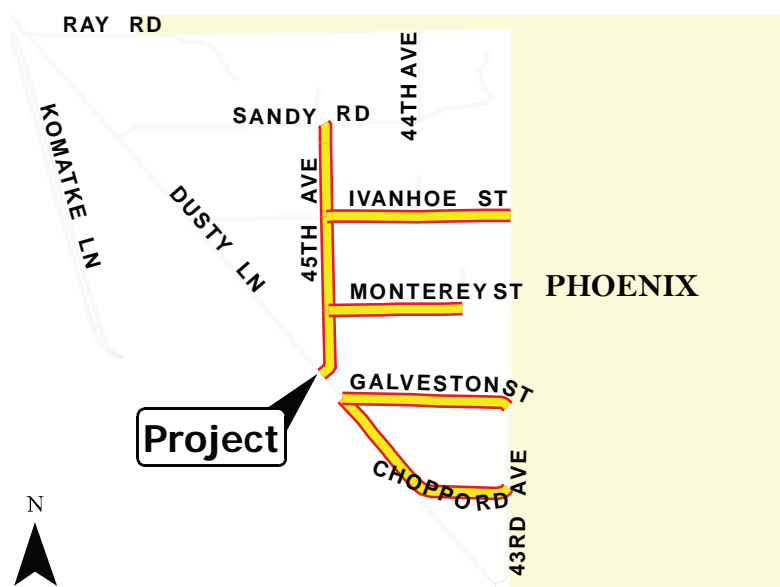 RAY RD
44TH AVE
SANDY RD
KOMATKE LN
45TH AVE
DUSTY LN
IVANHOE ST
MONTEREY ST
PHOENIX
GALVESTON ST
Project
CHOPPORD
43RD AVE
N